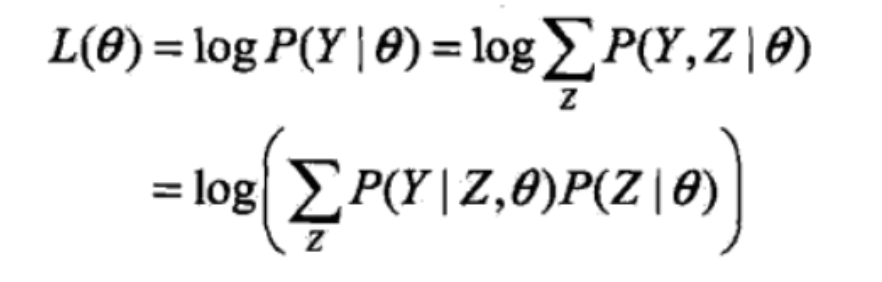 L(θ) = log P(Y | θ) = log ∑_Z P(Y, Z | θ)
= log( ∑_Z P(Y | Z, θ)P(Z | θ) )